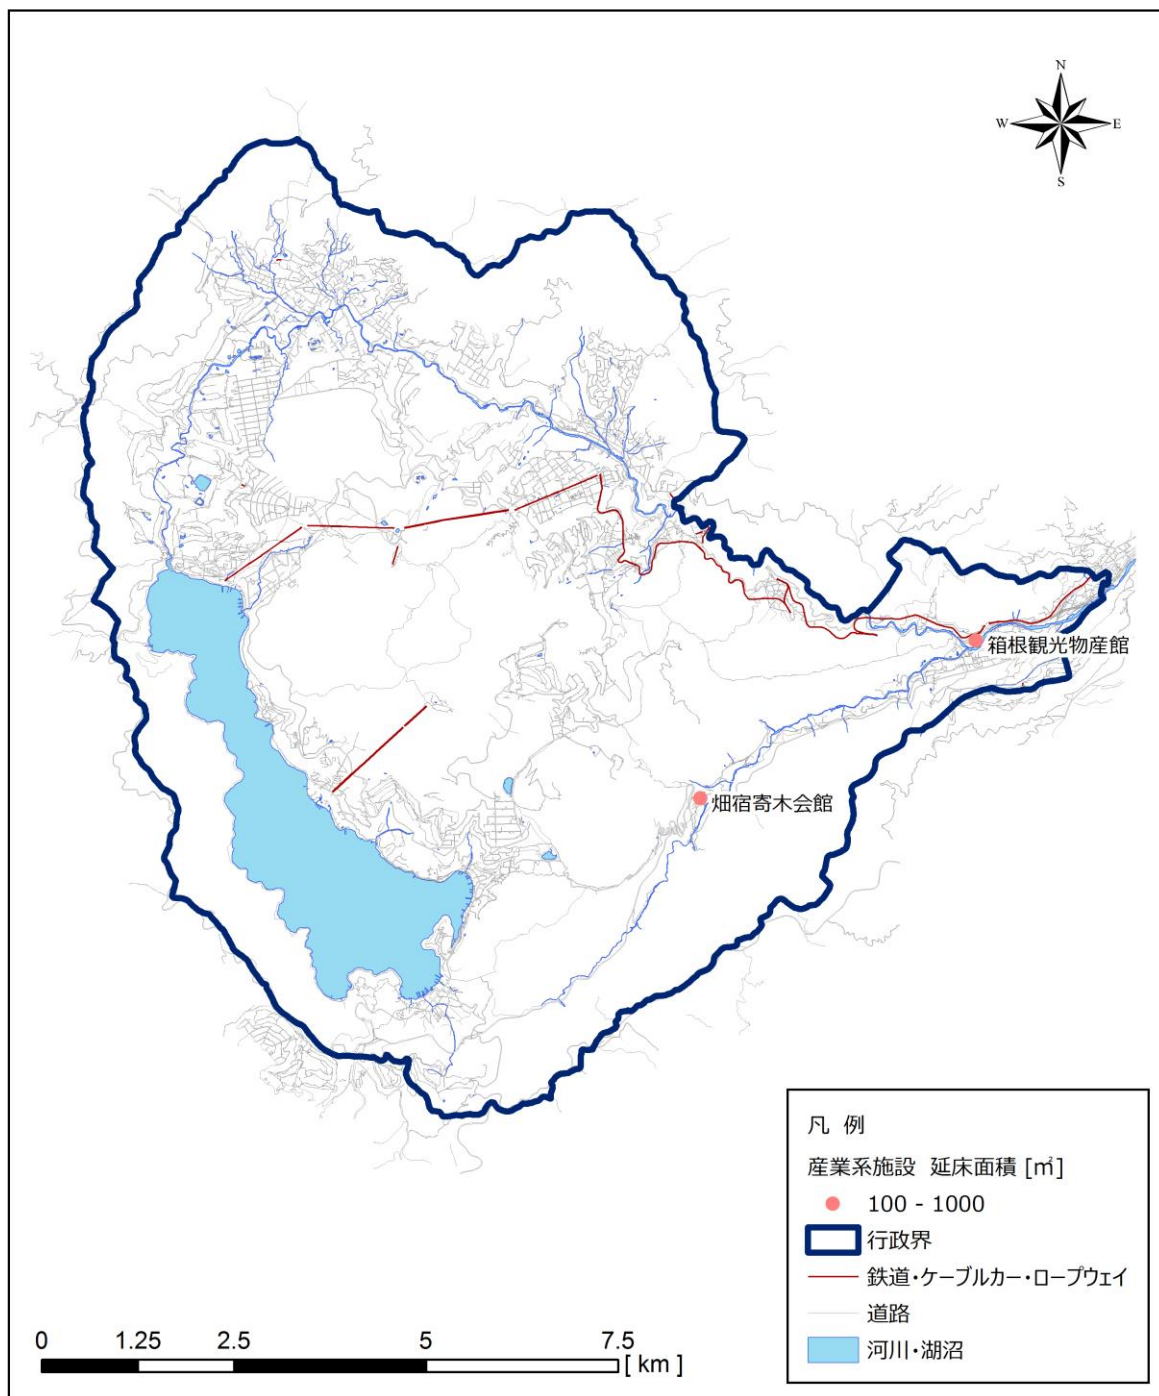 N
W
E
S
箱根観光物産館
畑宿寄木会館
凡 例
産業系施設 延床面積 [㎡]
100 - 1000
行政界
鉄道・ケーブルカー・ロープウェイ
道路
河川・湖沼
0 1.25 2.5 5 7.5
[ km ]